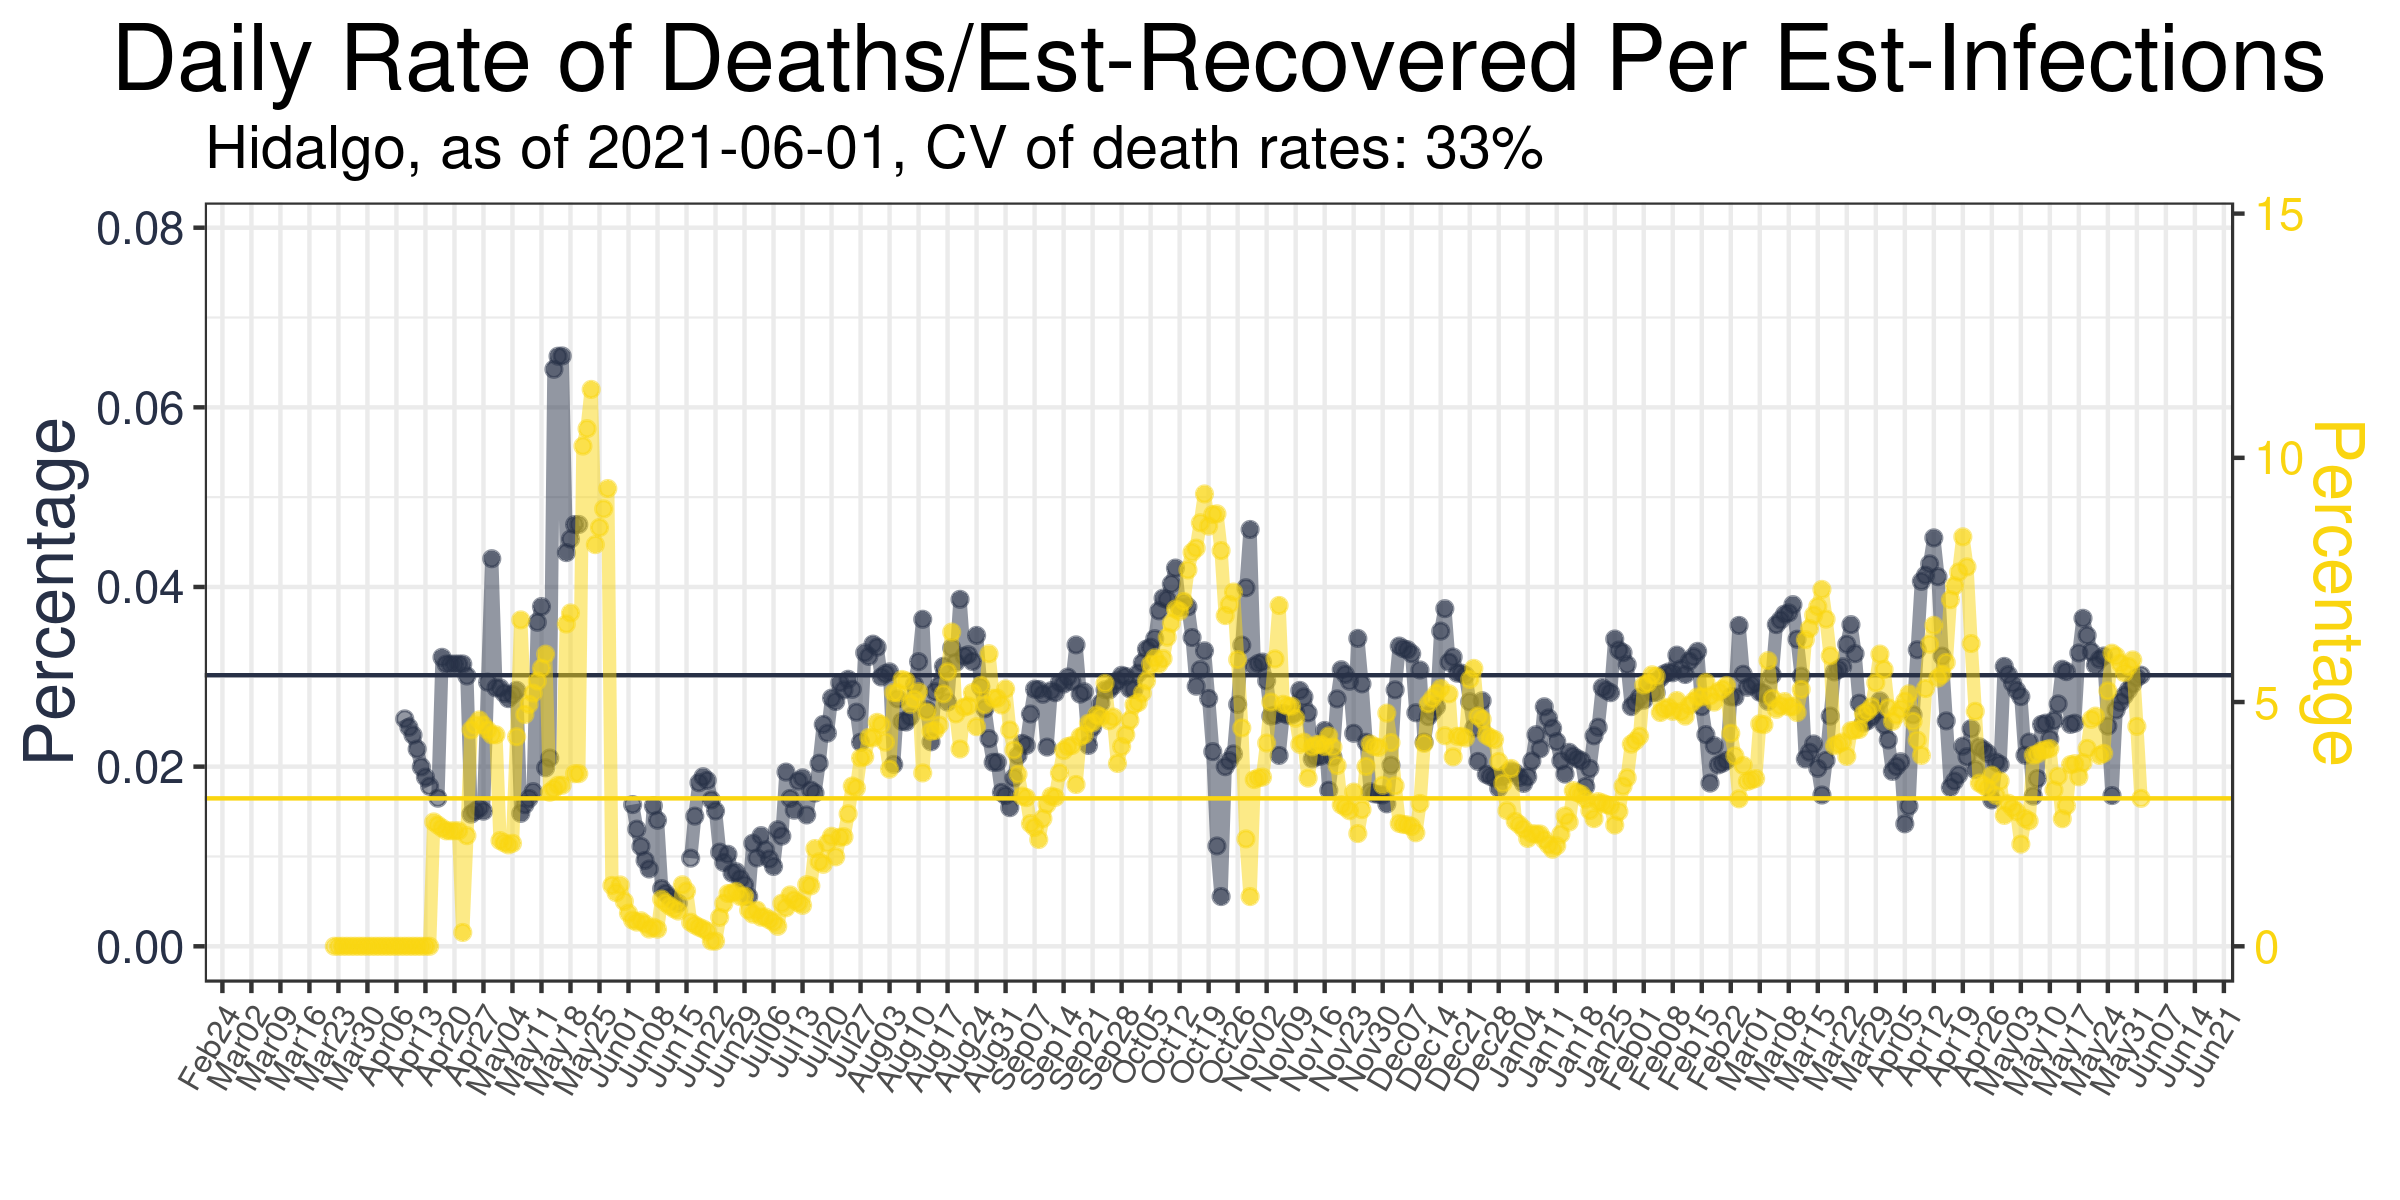 Daily Rate of Deaths/Est-Recovered Per Est-Infections
Hidalgo, as of 2021-06-01, CV of death rates: 33%
Percentage
0.08
0.06
0.04
0.02
0.00
15
10
5
0
Percentage
Feb24
Mar02
Mar09
Mar16
Mar23
Mar30
Apr06
Apr13
Apr20
Apr27
May04
May11
May18
May25
Jun01
Jun08
Jun15
Jun22
Jun29
Jul06
Jul13
Jul20
Jul27
Aug03
Aug10
Aug17
Aug24
Aug31
Sep07
Sep14
Sep21
Sep28
Oct05
Oct12
Oct19
Oct26
Nov02
Nov09
Nov16
Nov23
Nov30
Dec07
Dec14
Dec21
Dec28
Jan04
Jan11
Jan18
Jan25
Feb01
Feb08
Feb15
Feb22
Mar01
Mar08
Mar15
Mar22
Mar29
Apr05
Apr12
Apr19
Apr26
May03
May10
May17
May24
May31
Jun07
Jun14
Jun21